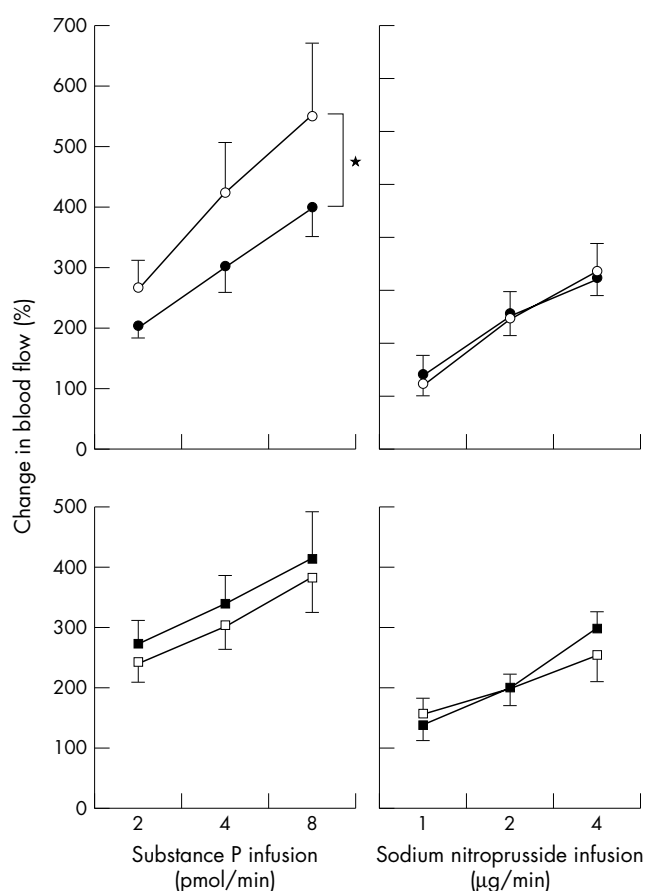 700
600
500
400
300
200
100
0
Change in blood flow (%)
500
400
300
200
100
0
2 4 8
Substance P infusion
(pmol/min)
1 2 4
Sodium nitroprusside infusion
(μg/min)